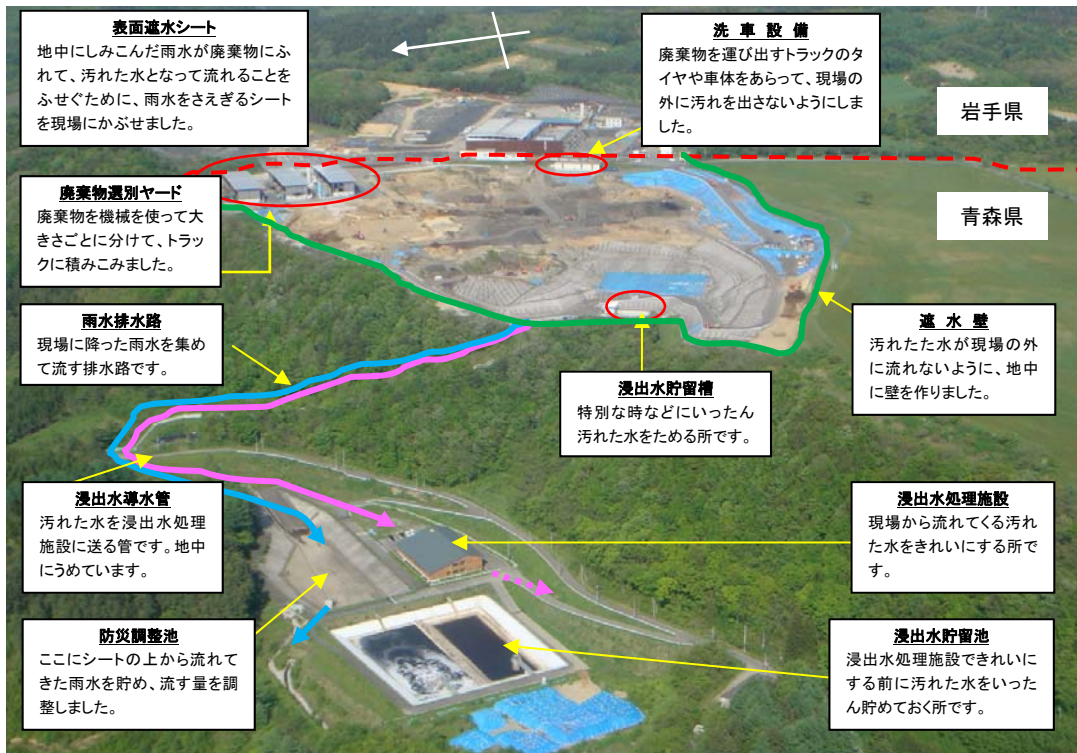 表面遮水シート
地中にしみこんだ雨水が廃棄物にふ
れて、汚れた水となって流れることを
ふせぐために、雨水をさえぎるシート
を現場にかぶせました。
洗車設備
廃棄物を運び出すトラックのタ
イヤや車体をあらって、現場の
外に汚れを出さないようにしま
した。
岩手県
青森県
廃棄物選別ヤード
廃棄物を機械を使って大
きさごとに分けて、トラッ
クに積みこみました。
雨水排水路
現場に降った雨水を集め
て流す排水路です。
浸出水貯留槽
特別な時などにいったん
汚れた水をためる所です。
遮水壁
汚れたた水が現場の外
に流れないように、地中
に壁を作りました。
浸出水導水管
汚れた水を浸出水処理
施設に送る管です。地中
にうめています。
浸出水処理施設
現場から流れてくる汚れ
た水をきれいにする所で
す。
防災調整池
ここにシートの上から流れて
きた雨水を貯め、流す量を調
整しました。
浸出水貯留池
浸出水処理施設できれいに
する前に汚れた水をいった
ん貯めておく所です。